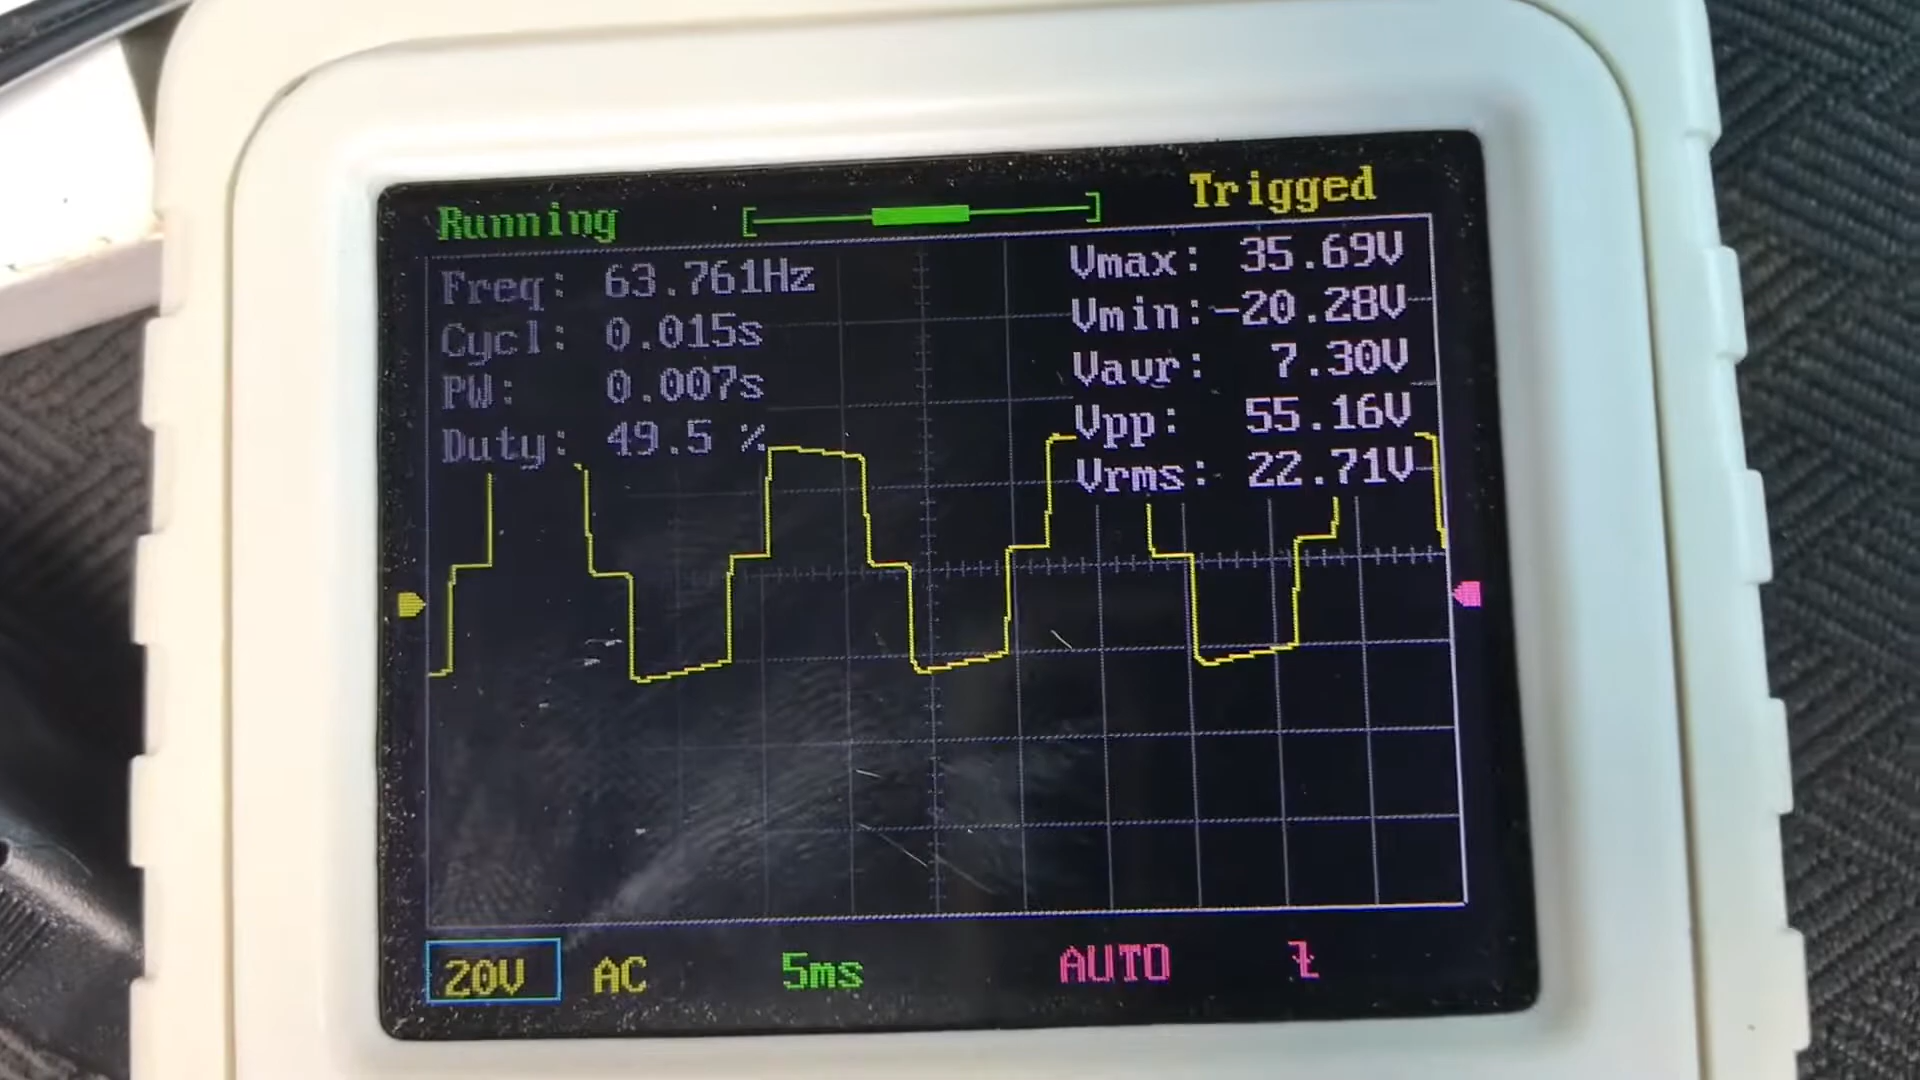 Running
Trigged
Freq: 63.761Hz
Cycl: 0.015s
PW: 0.007s
Duty: 49.5 %
Vmax: 35.69V
Vmin:-20.28V
Vavr: 7.30V
Vpp: 55.16V
Vrms: 22.71V
20V AC 5ms AUTO